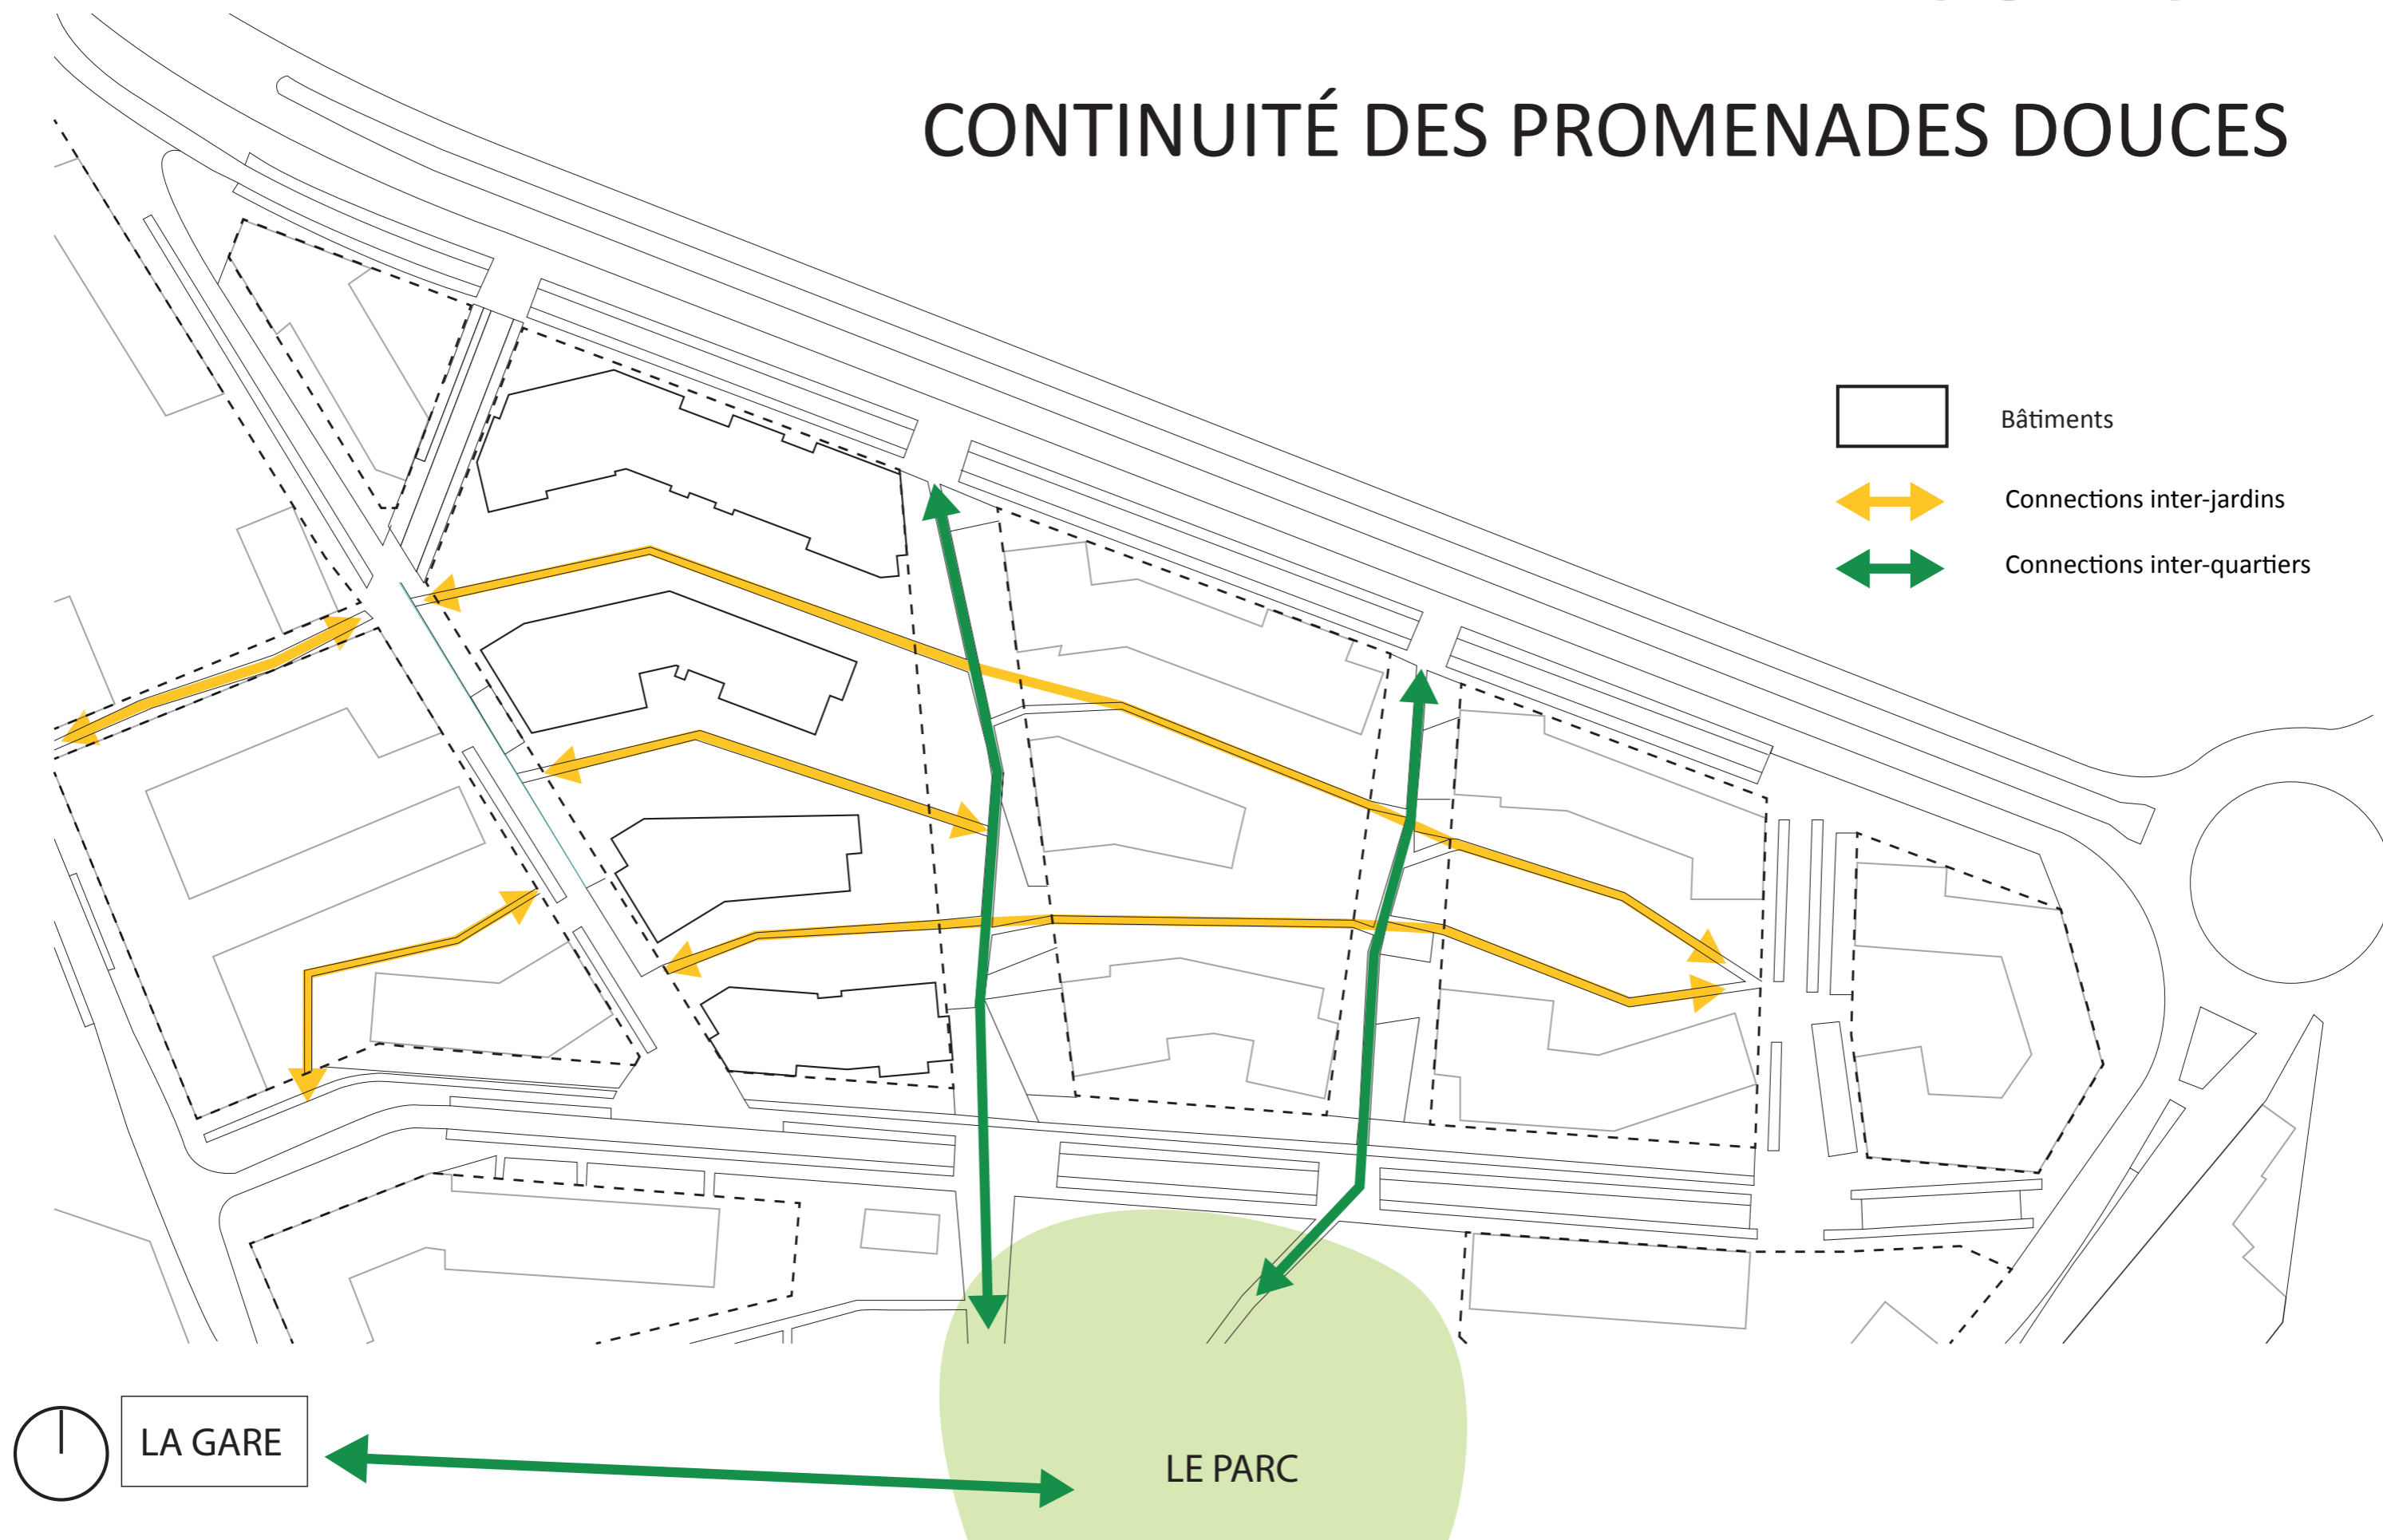 CONTINUITÉ DES PROMENADES DOUCES
Bâtiments
Connections inter-jardins
Connections inter-quartiers
LA GARE
LE PARC